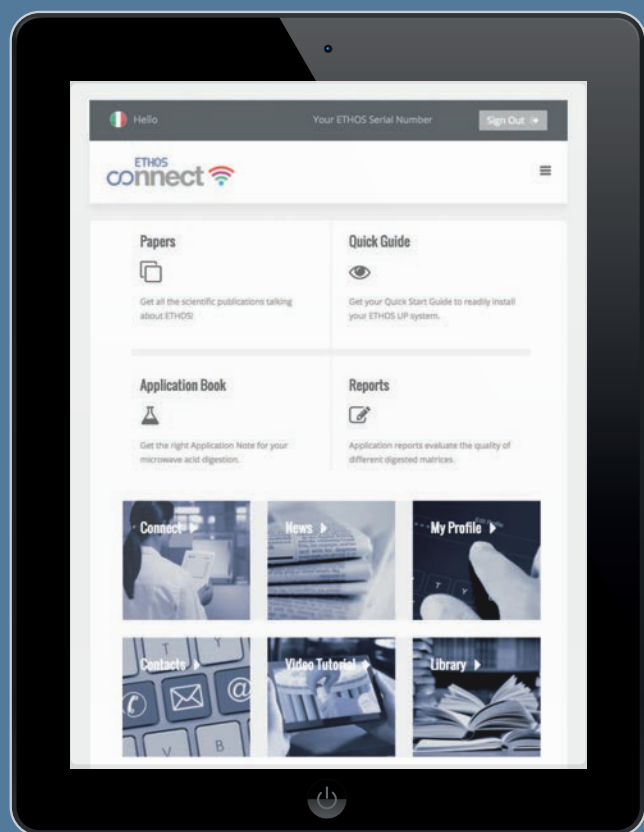 Hello
Your ETHOS Serial Number
Sign Out
ETHOS
connect
Papers
Get all the scientific publications talking
about ETHOS!
Quick Guide
Get your Quick Start Guide to readily install
your ETHOS UP system.
Application Book
Get the right Application Note for your
microwave acid digestion.
Reports
Application reports evaluate the quality of
different digested matrices.
Connect
News
My Profile
Contacts
Video Tutorial
Library
T
Y
@
V
B
T
Y